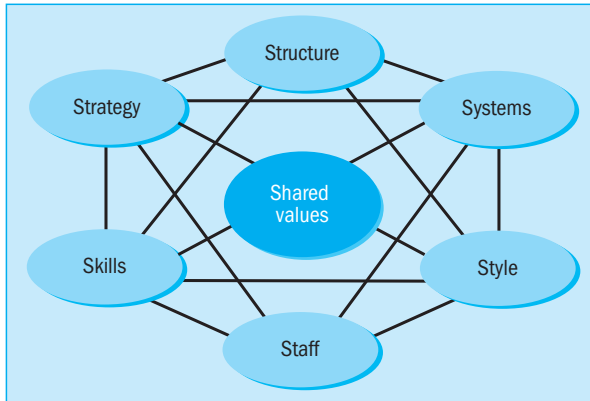 Structure
Strategy
Systems
Shared
values
Skills
Style
Staff